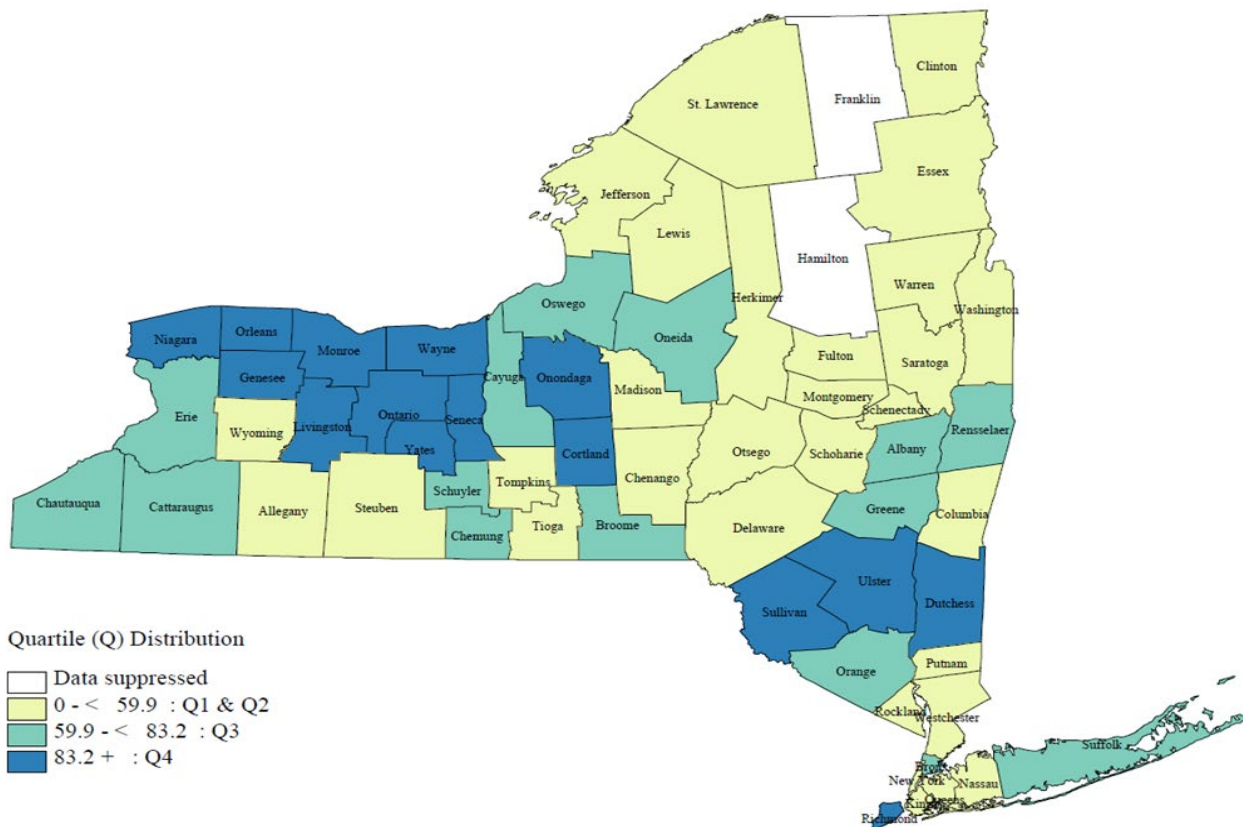 Clinton
Franklin
St. Lawrence
Essex
Jefferson
Lewis
Hamilton
Warren
Herkimer
Washington
Oswego
Oneida
Niagara
Orleans
Monroe
Wayne
Fulton
Saratoga
Genesee
Cayuga
Onondaga
Madison
Montgomery
Schenectady
Erie
Ontario
Seneca
Wyoming
Livingston
Rensselaer
Albany
Yates
Cortland
Otsego
Schoharie
Chenango
Tompkins
Schuyler
Chautauqua
Cattaraugus
Allegany
Steuben
Greene
Columbia
Chemung
Tioga
Broome
Delaware
Ulster
Sullivan
Dutchess
Quartile (Q) Distribution
Data suppressed
0 - < 59.9 : Q1 & Q2
59.9 - < 83.2 : Q3
83.2 + : Q4
Orange
Putnam
Rockland
Westchester
Suffolk
Bronx
New York
Nassau
Queens
Kings
Richmond